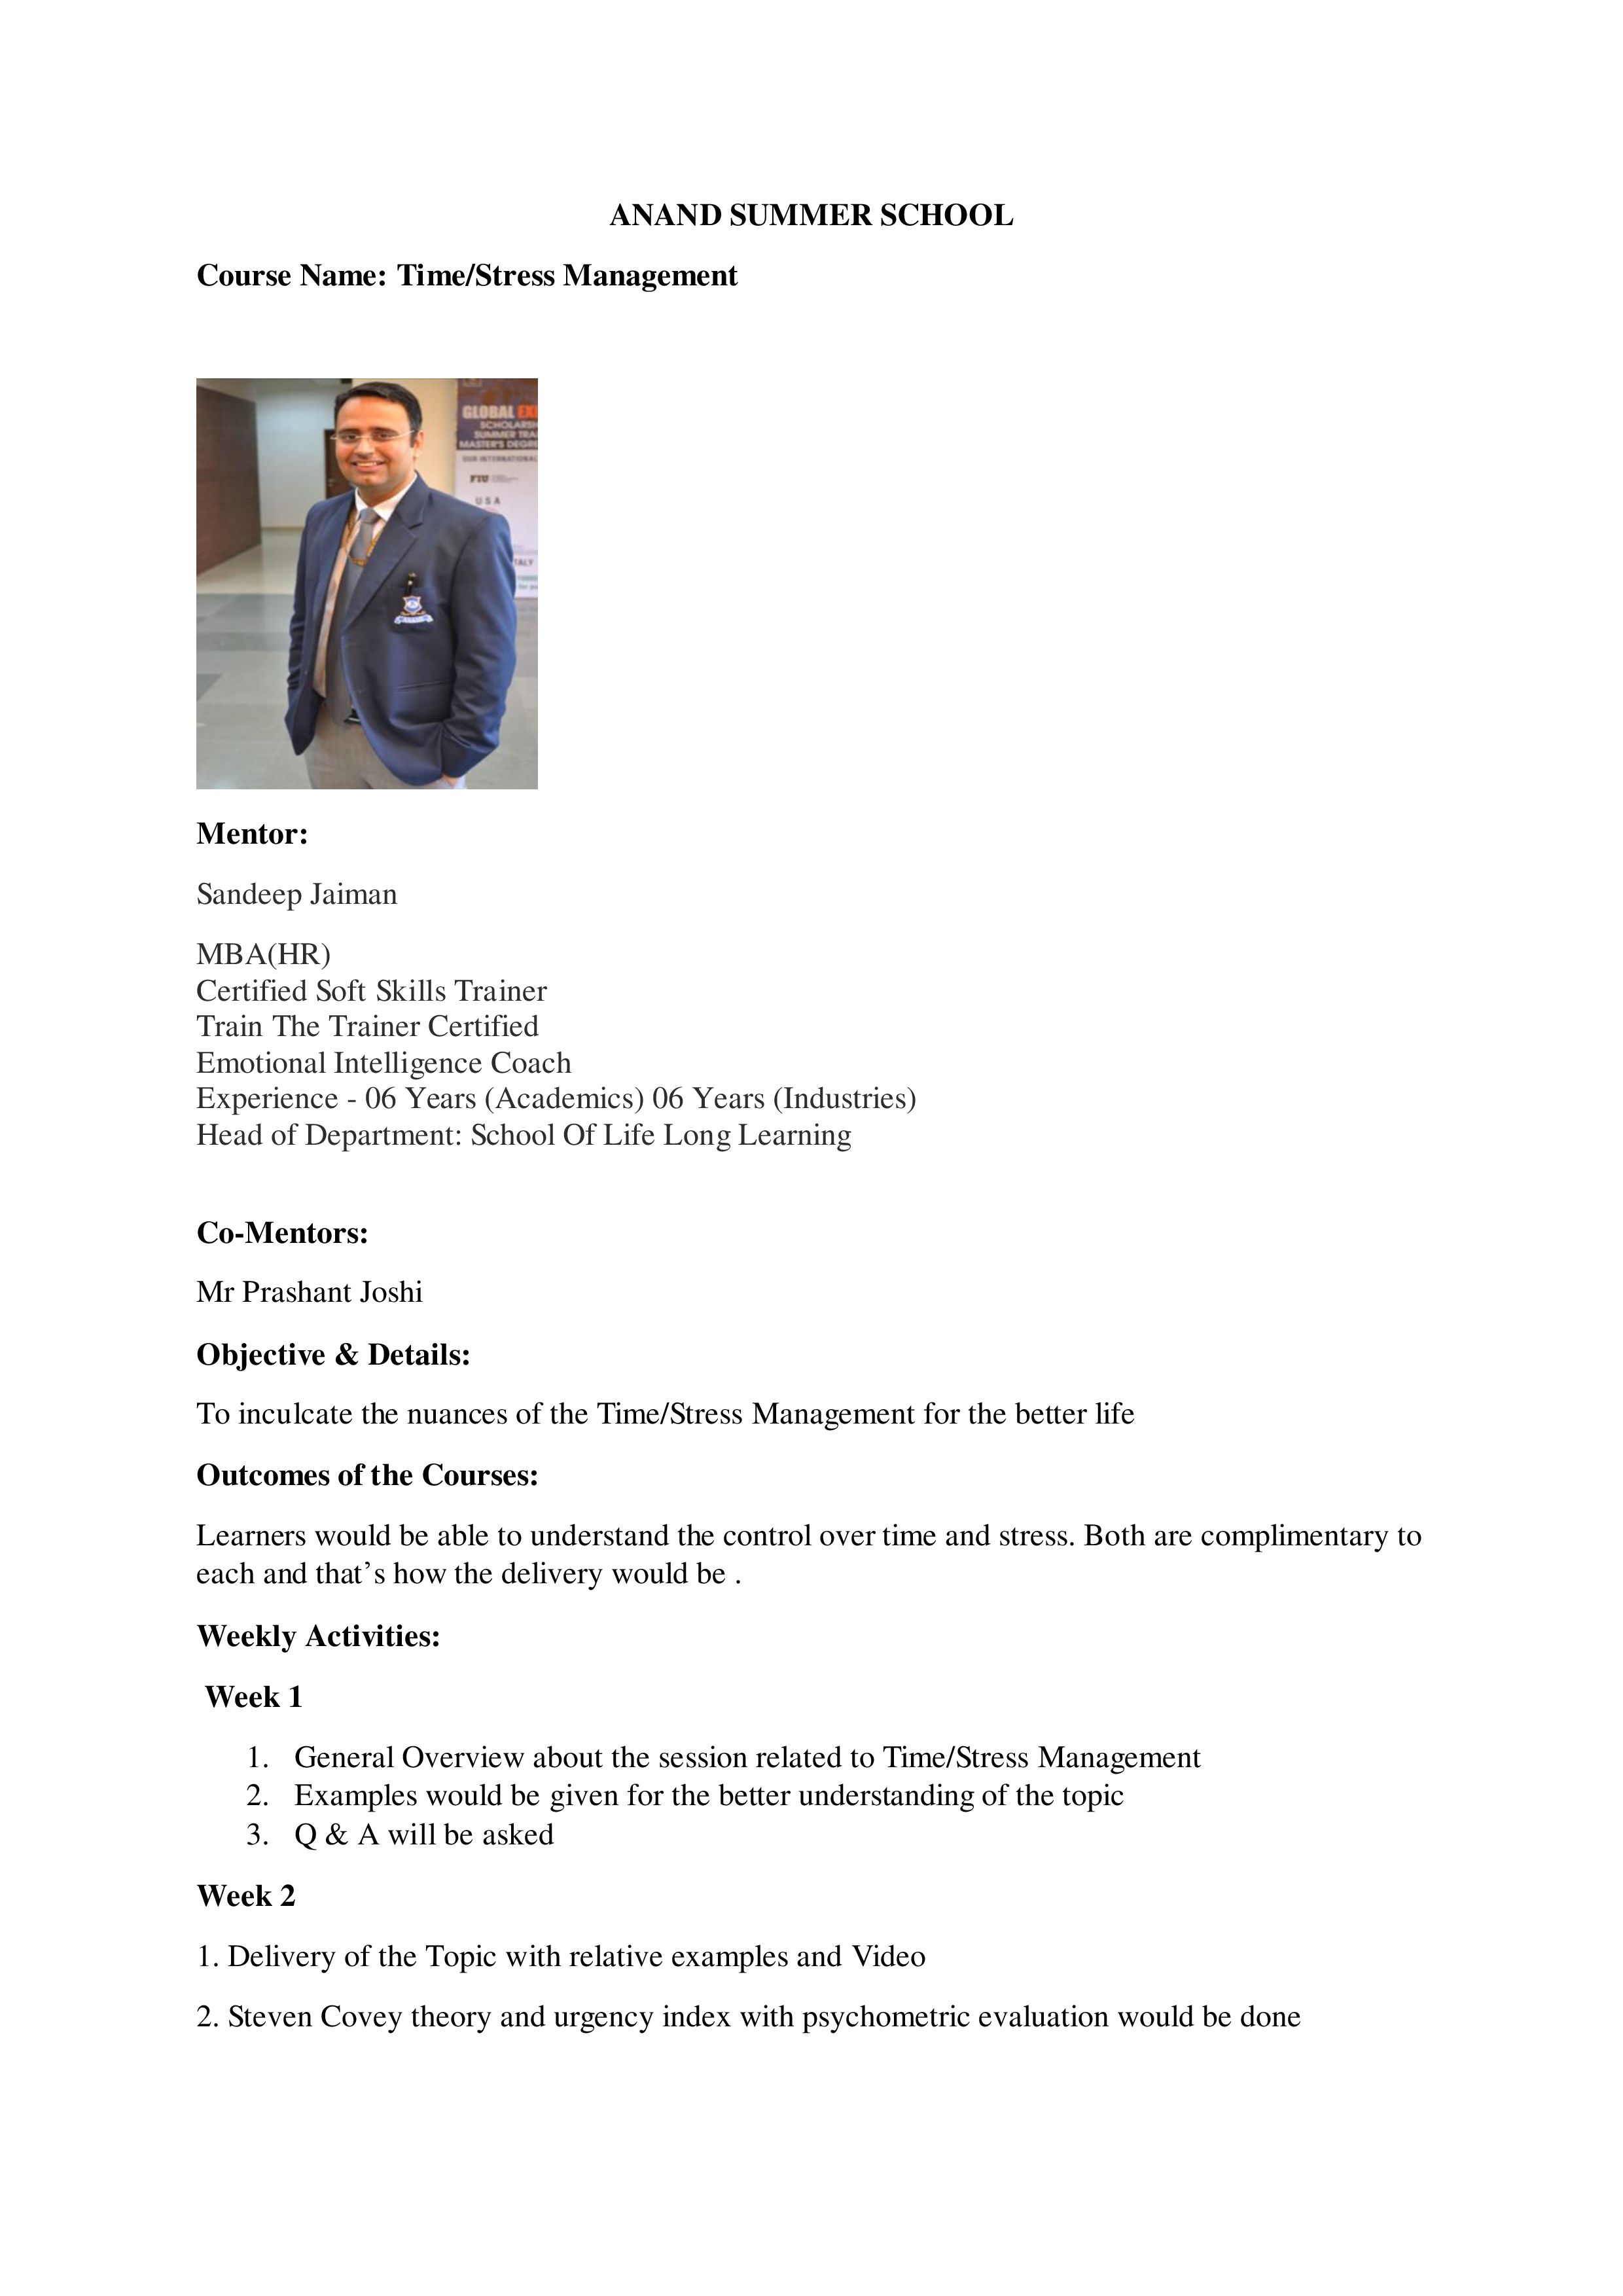 ANAND SUMMER SCHOOL
Course Name: Time/Stress Management
GLOBAL
SCHOLARSH
SUMMER TRA
MASTER'S DEGRE
OUR INTERNATIONAL
FIU
USA
TALY
Mentor:
Sandeep Jaiman
MBA(HR)
Certified Soft Skills Trainer
Train The Trainer Certified
Emotional Intelligence Coach
Experience - 06 Years (Academics) 06 Years (Industries)
Head of Department: School Of Life Long Learning
Co-Mentors:
Mr Prashant Joshi
Objective & Details:
To inculcate the nuances of the Time/Stress Management for the better life
Outcomes of the Courses:
Learners would be able to understand the control over time and stress. Both are complimentary to
each and that’s how the delivery would be .
Weekly Activities:
Week 1
1. General Overview about the session related to Time/Stress Management
2. Examples would be given for the better understanding of the topic
3. Q & A will be asked
Week 2
1. Delivery of the Topic with relative examples and Video
2. Steven Covey theory and urgency index with psychometric evaluation would be done